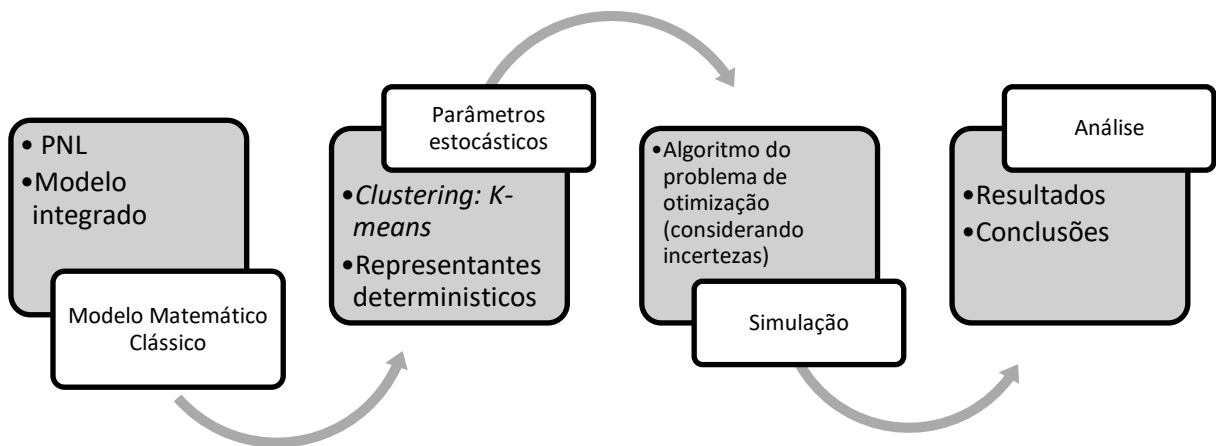 • PNL
• Modelo
integrado
Modelo Matemático
Clássico
Parâmetros
estocásticos
•Clustering: K-
means
•Representantes
deterministicos
•Algoritmo do
problema de
otimização
(considerando
incertezas)
Simulação
Análise
•Resultados
•Conclusões